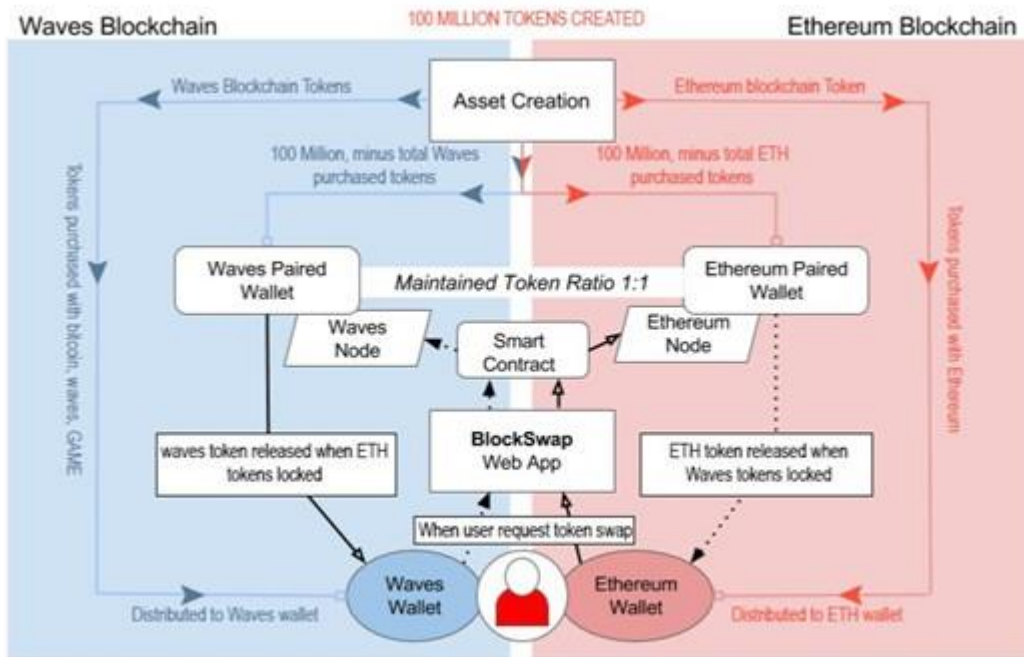 100 MILLION TOKENS CREATED
Waves Blockchain
Ethereum Blockchain
Waves Blockchain Tokens
Asset Creation
Ethereum blockchain Token
100 Million, minus total Waves
purchased tokens
100 Million, minus total ETH
purchased tokens
Tokens purchased with bitcoin, waves, GAME
Tokens purchased with Ethereum
Waves Paired
Wallet
Maintained Token Ratio 1:1
Ethereum Paired
Wallet
Waves
Node
Smart
Contract
Ethereum
Node
BlockSwap
Web App
waves token released when ETH
tokens locked
ETH token released when
Waves tokens locked
When user request token swap
Waves
Wallet
Ethereum
Wallet
Distributed to Waves wallet
Distributed to ETH wallet